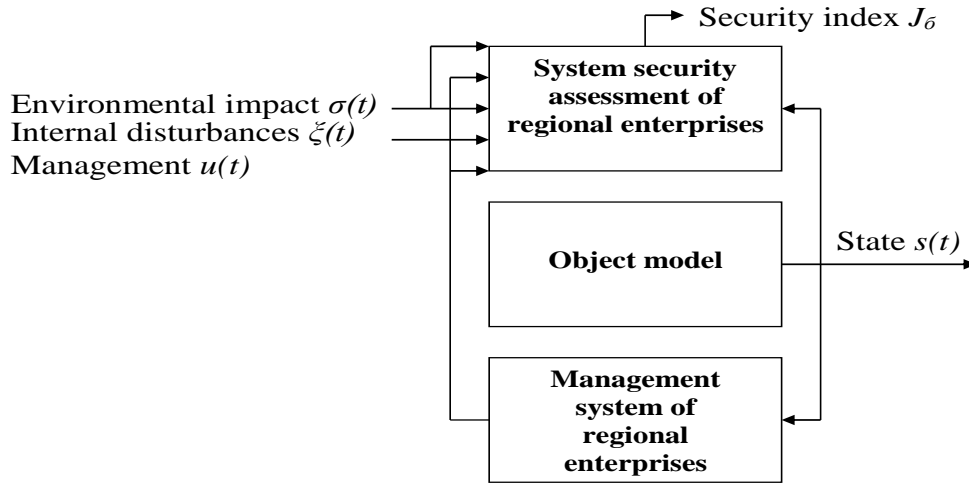 Security index J_б
System security
assessment of
regional enterprises
Environmental impact σ(t)
Internal disturbances ξ(t)
Management u(t)
Object model
State s(t)
Management
system of
regional
enterprises